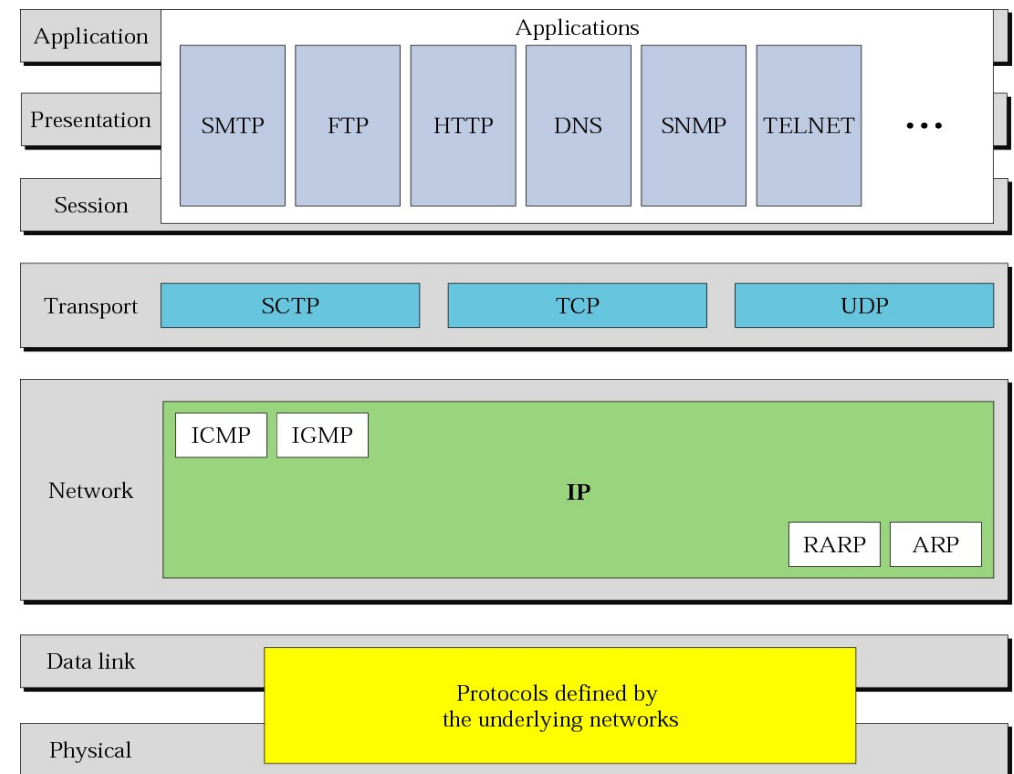 Application
Applications
Presentation
SMTP
FTP
HTTP
DNS
SNMP
TELNET
...
Session
Transport
SCTP
TCP
UDP
ICMP
IGMP
Network
IP
RARP
ARP
Data link
Protocols defined by
the underlying networks
Physical